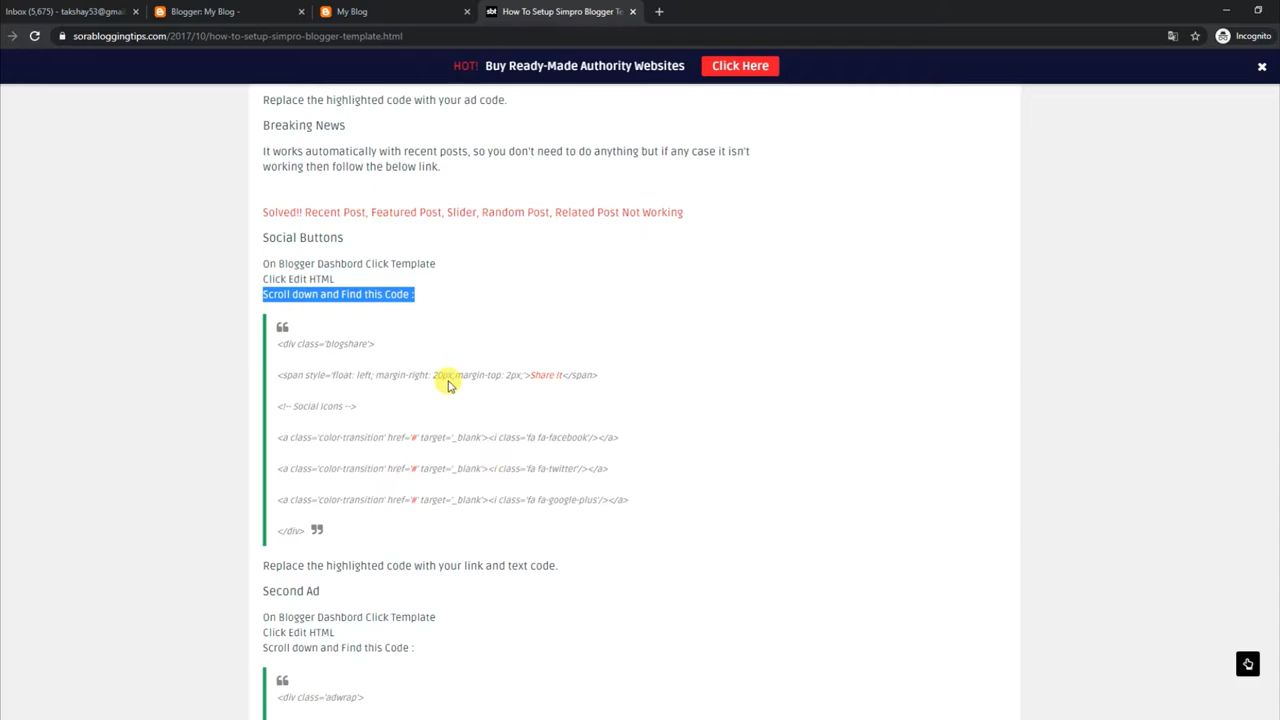 Inbox (5,675) - takshay53@gmai
Blogger: My Blog -
My Blog
sbt How To Setup Simpro Blogger Te
sorabloggingtips.com/2017/10/how-to-setup-simpro-blogger-template.html
Incognito
HOT! Buy Ready-Made Authority Websites Click Here
Replace the highlighted code with your ad code.
Breaking News
It works automatically with recent posts, so you don't need to do anything but if any case it isn't
working then follow the below link.
Solved!! Recent Post, Featured Post, Slider, Random Post, Related Post Not Working
Social Buttons
On Blogger Dashbord Click Template
Click Edit HTML
Scroll down and Find this Code :
<div class='blogshare'>
<span style='float: left; margin-right: 20px;margin-top: 2px;'>Share It</span>
<!-- Social Icons -->
<a class='color-transition' href='#' target='_blank'><i class='fa fa-facebook'/></a>
<a class='color-transition' href='#' target='_blank'><i class='fa fa-twitter'/></a>
<a class='color-transition' href='#' target='_blank'><i class='fa fa-google-plus'/></a>
</div>
Replace the highlighted code with your link and text code.
Second Ad
On Blogger Dashbord Click Template
Click Edit HTML
Scroll down and Find this Code :
<div class='adwrap'>